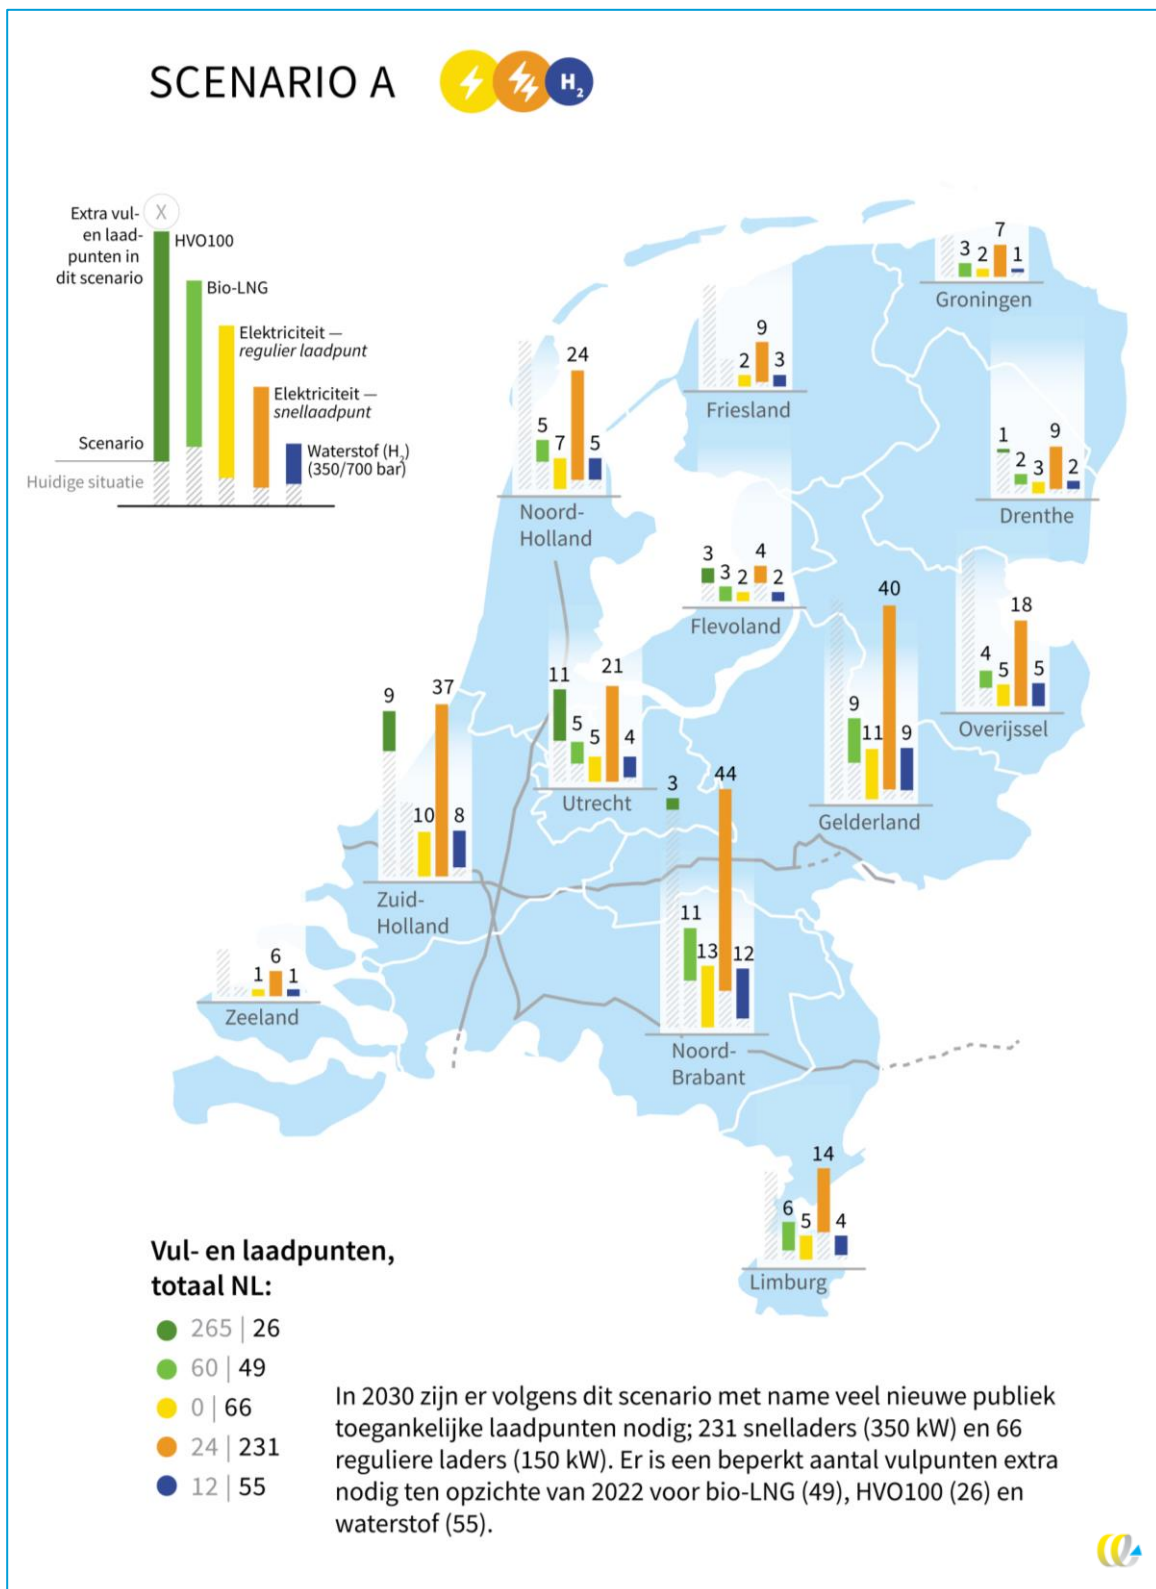 SCENARIO A
H2
Extra vul-
en laad-
punten in
dit scenario
X
HVO100
Bio-LNG
Elektriciteit —
regulier laadpunt
Elektriciteit —
snellaadpunt
Scenario
Waterstof (H2)
(350/700 bar)
Huidige situatie
3 2 7 1
Groningen
2 9 3
Friesland
5 7 24 5
Noord-
Holland
1 2 3 9 2
Drenthe
3 3 2 4 2
Flevoland
4 5 18 5
Overijssel
11 5 5 21 4
Utrecht
9 11 40 9
Gelderland
9 10 37 8
Zuid-
Holland
3 11 13 44 12
Noord-
Brabant
1 6 1
Zeeland
6 5 14 4
Limburg
Vul- en laadpunten,
totaal NL:
265 | 26
60 | 49
0 | 66
24 | 231
12 | 55
In 2030 zijn er volgens dit scenario met name veel nieuwe publiek
toegankelijke laadpunten nodig; 231 snelladers (350 kW) en 66
reguliere laders (150 kW). Er is een beperkt aantal vulpunten extra
nodig ten opzichte van 2022 voor bio-LNG (49), HVO100 (26) en
waterstof (55).